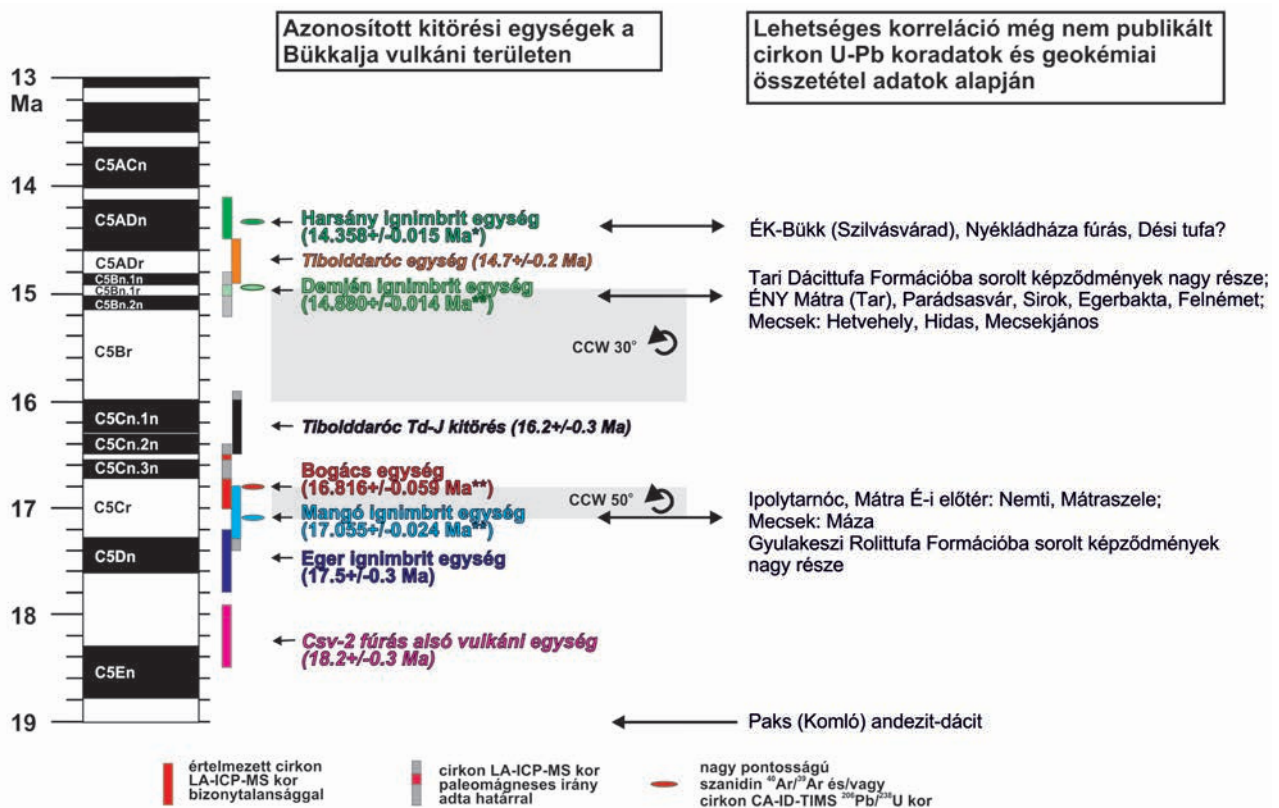 Azonosított kitörési egységek a
Bükkalja vulkáni területen
Lehetséges korreláció még nem publikált
cirkon U-Pb koradatok és geokémiai
összetétel adatok alapján
13
Ma
C5ACn
14
C5ADn
C5ADr
C5Bn.1n
C5Bn.1r
15
C5Bn.2n
C5Br
16
C5Cn.1n
C5Cn.2n
C5Cn.3n
17
C5Cr
C5Dn
18
C5En
19
Harsány ignimbrit egység
(14.358+/-0.015 Ma*)
Tibolddaróc egység (14.7+/-0.2 Ma)
Demjén ignimbrit egység
(14.880+/-0.014 Ma**)
CCW 30°
Tibolddaróc Td-J kitörés (16.2+/-0.3 Ma)
Bogács egység
(16.816+/-0.059 Ma**)
CCW 50°
Mangó ignimbrit egység
(17.055+/-0.024 Ma**)
Eger ignimbrit egység
(17.5+/-0.3 Ma)
Csv-2 fúrás alsó vulkáni egység
(18.2+/-0.3 Ma)
ÉK-Bükk (Szilvásvárad), Nyékládháza fúrás, Dési tufa?
Tari Dácittufa Formációba sorolt képződmények nagy része;
ÉNY Mátra (Tar), Parádsasvár, Sirok, Egerbakta, Felnémet;
Mecsek: Hetvehely, Hidas, Mecsekjános
Ipolytarnóc, Mátra É-i előtér: Nemti, Mátraszele;
Mecsek: Máza
Gyulakeszi Rolittufa Formációba sorolt képződmények
nagy része
Paks (Komló) andezit-dácit
értelmezett cirkon
LA-ICP-MS kor
bizonytalansággal
cirkon LA-ICP-MS kor
paleomágneses irány
adta határral
nagy pontosságú
szanidin ⁴⁰Ar/³⁹Ar és/vagy
cirkon CA-ID-TIMS ²⁰⁶Pb/²³⁸U kor